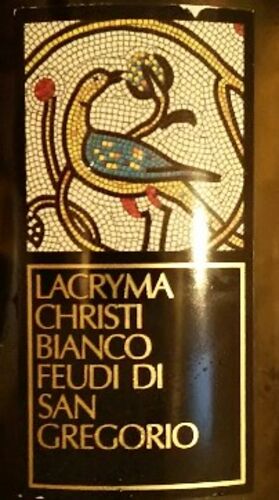 LACRYMA
CHRISTI
BIANCO
FEUDI DI
SAN
GREGORIO